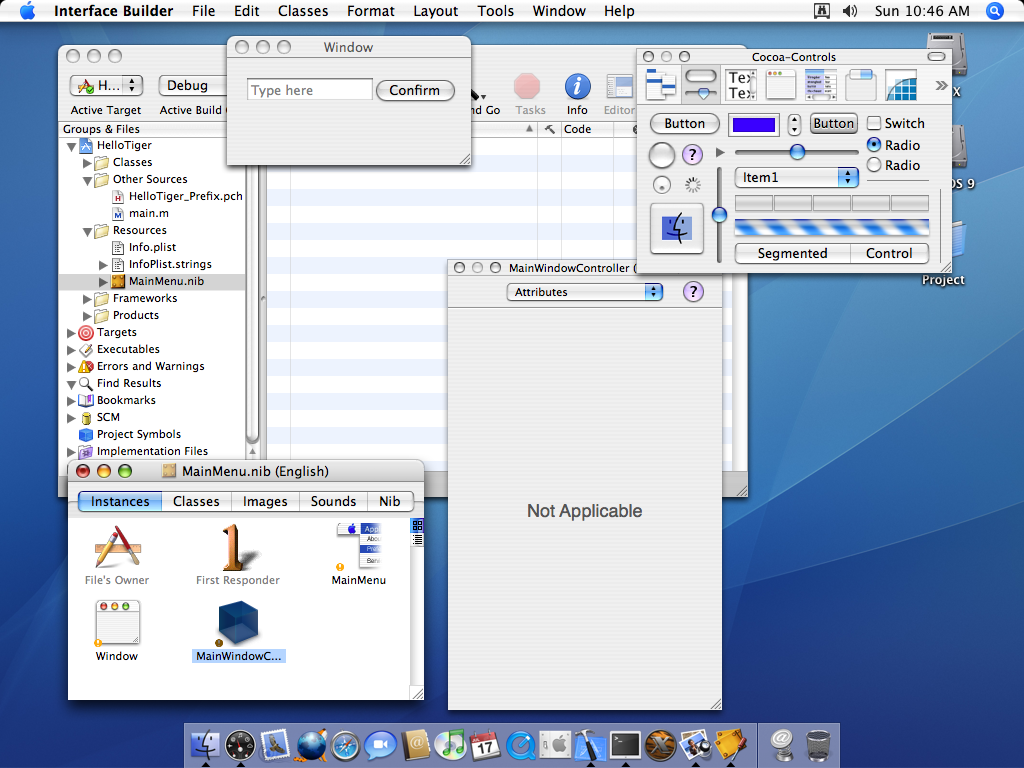 Interface Builder File Edit Classes Format Layout Tools Window Help Sun 10:46 AM
Window
Type here Confirm
H... Debug
Active Target Active Build nd Go Tasks Info Editor
Groups & Files Code
HelloTiger
Classes
Other Sources
HelloTiger_Prefix.pch
main.m
Resources
Info.plist
InfoPlist.strings
MainMenu.nib
Frameworks
Products
Targets
Executables
Errors and Warnings
Find Results
Bookmarks
SCM
Project Symbols
Implementation Files
Cocoa-Controls
Button Button Switch
Radio
Radio
Item1
Segmented Control
X
OS 9
Project
MainWindowController (
Attributes ?
Not Applicable
MainMenu.nib (English)
Instances Classes Images Sounds Nib
File's Owner First Responder MainMenu
Window MainWindowC...
17